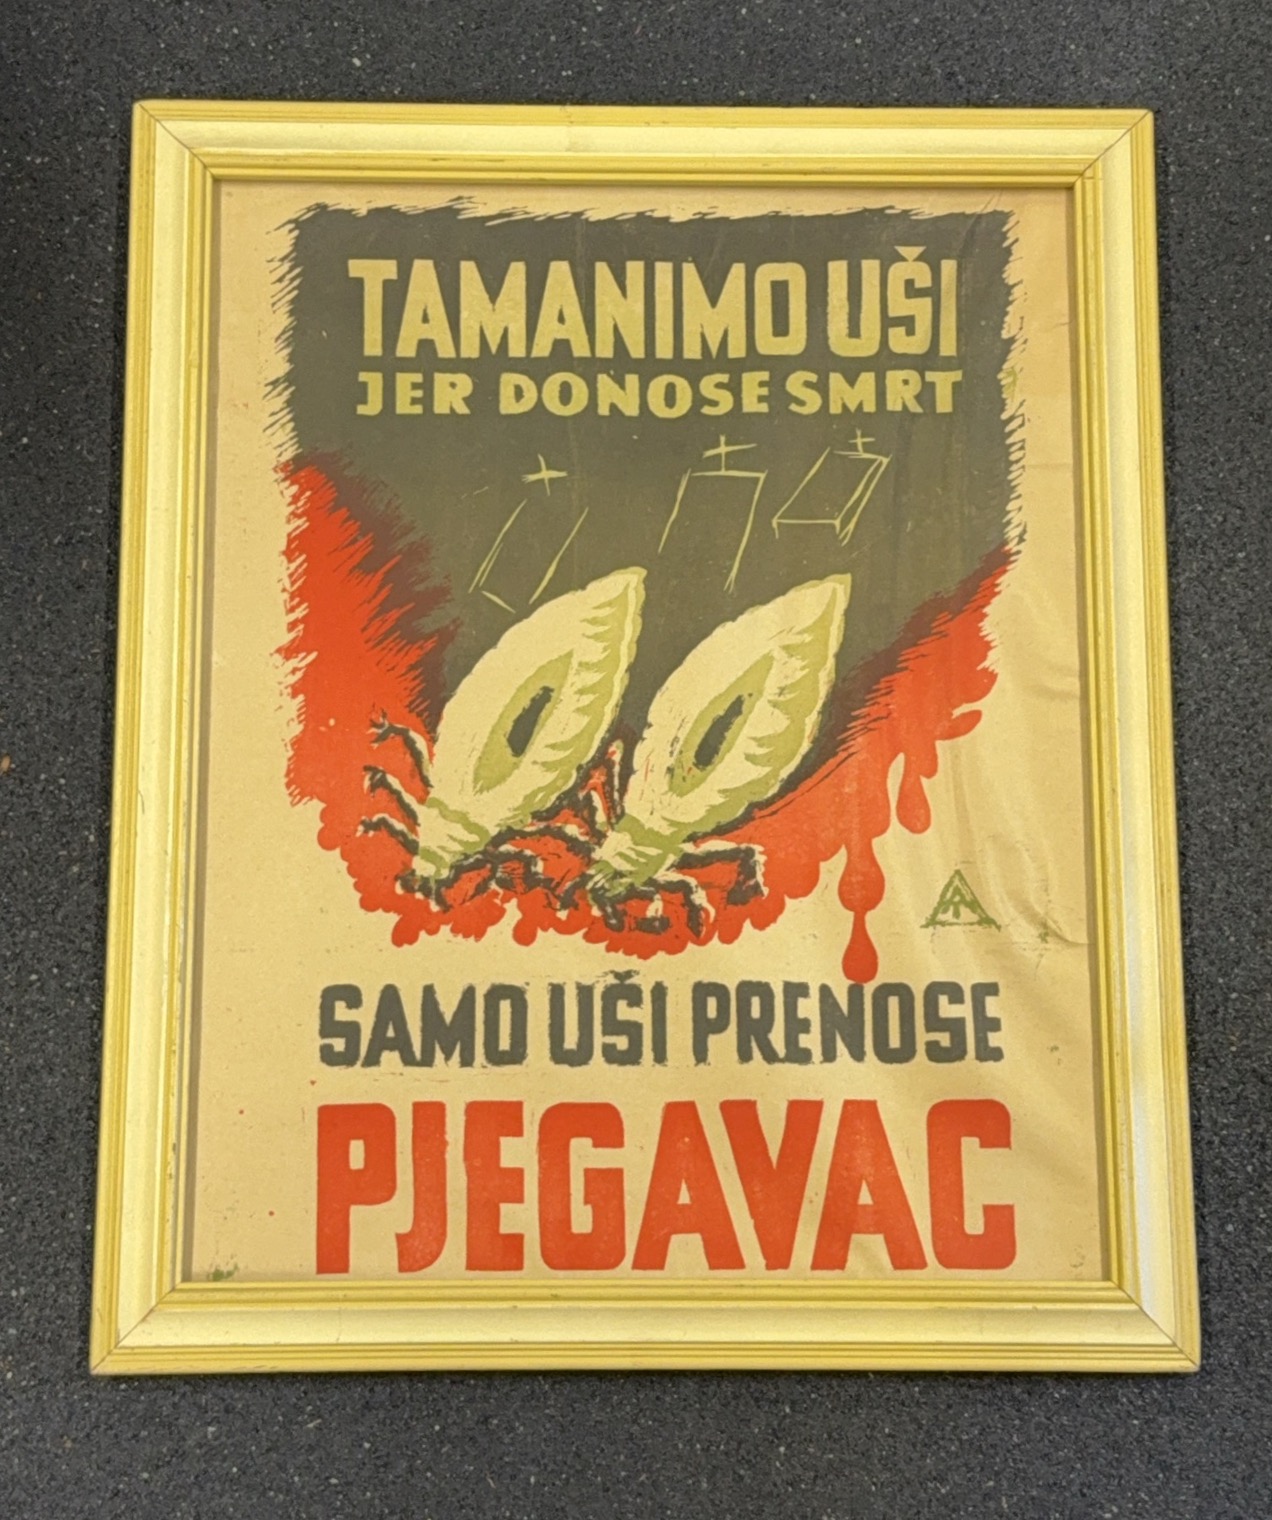 TAMANIMO UŠI
JER DONOSE SMRT
SAMO UŠI PRENOSE
PJEGAVAC